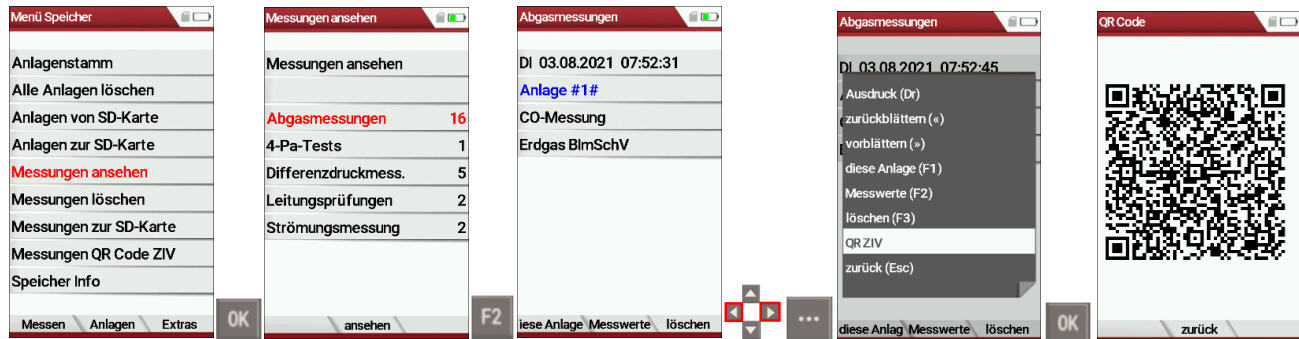 Menü Speicher
Anlagenstamm
Alle Anlagen löschen
Anlagen von SD-Karte
Anlagen zur SD-Karte
Messungen ansehen
Messungen löschen
Messungen zur SD-Karte
Messungen QR Code ZIV
Speicher Info
Messen Anlagen Extras
OK
Messungen ansehen
Messungen ansehen
Abgasmessungen 16
4-Pa-Tests 1
Differenzdruckmess. 5
Leitungsprüfungen 2
Strömungsmessung 2
ansehen
F2
Abgasmessungen
DI 03.08.2021 07:52:31
Anlage #1#
CO-Messung
Erdgas BImSchV
iese Anlage Messwerte löschen
...
Abgasmessungen
DI 03.08.2021 07:52:45
Ausdruck (Dr)
zurückblättern («)
vorblättern (»)
diese Anlage (F1)
Messwerte (F2)
löschen (F3)
QR ZIV
zurück (Esc)
diese Anlag Messwerte löschen
OK
QR Code
zurück